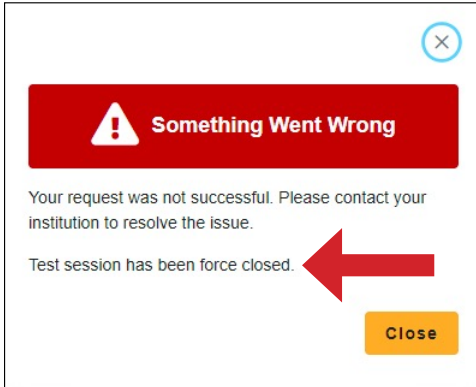 Something Went Wrong
Your request was not successful. Please contact your
institution to resolve the issue.
Test session has been force closed.
Close